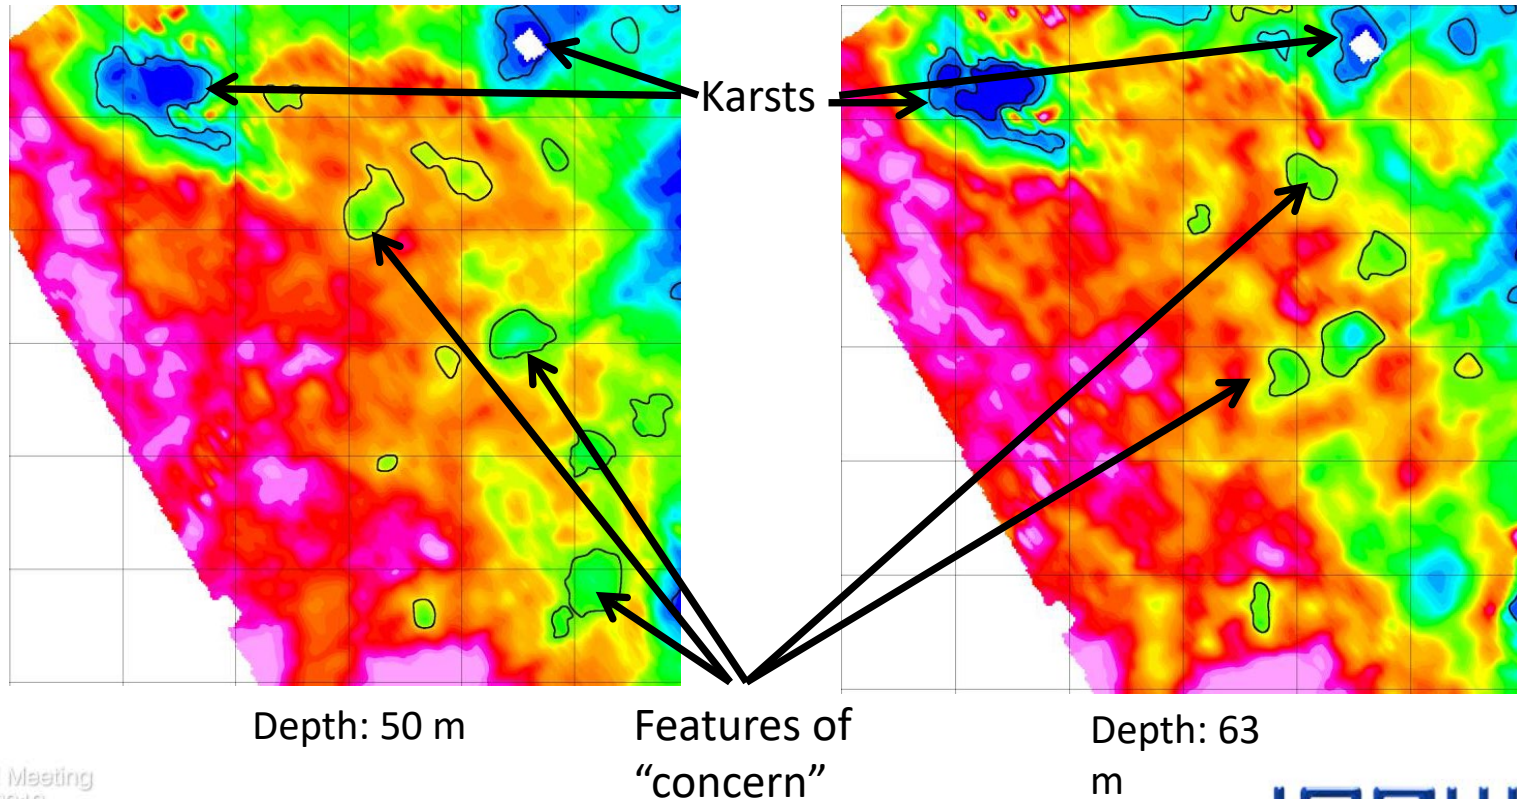 Karsts
Depth: 50 m
Features of
“concern”
Depth: 63
m
Meeting